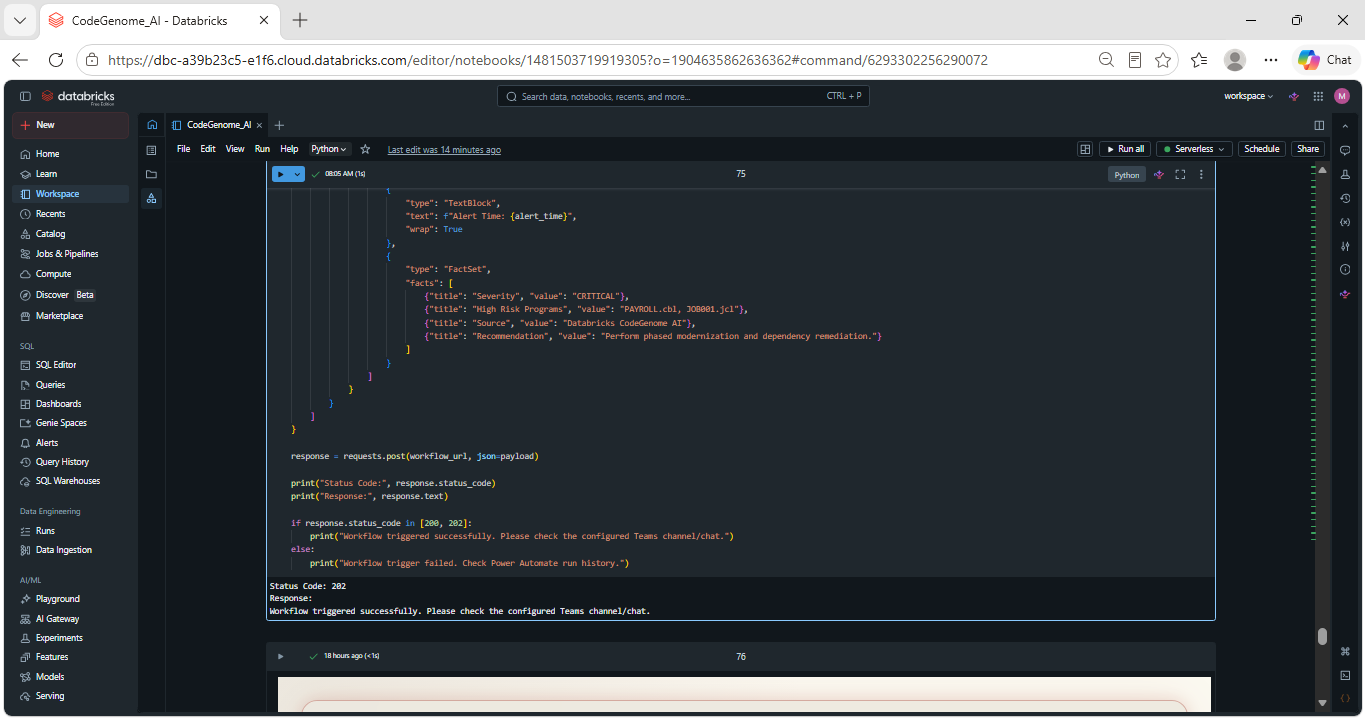 CodeGenome_AI - Databricks
https://dbc-a39b23c5-e1f6.cloud.databricks.com/editor/notebooks/1481503719919305?o=1904635862636362#command/6293302256290072
Chat
databricks
Free Edition
Search data, notebooks, recents, and more...
CTRL + P
workspace
M
New
CodeGenome_AI
Home
Learn
Workspace
Recents
Catalog
Jobs & Pipelines
Compute
Discover Beta
Marketplace
SQL
SQL Editor
Queries
Dashboards
Genie Spaces
Alerts
Query History
SQL Warehouses
Data Engineering
Runs
Data Ingestion
AI/ML
Playground
AI Gateway
Experiments
Features
Models
Serving
File Edit View Run Help Python Last edit was 14 minutes ago
Run all Serverless Schedule Share
08:05 AM (1s)
75
Python
{
"type": "TextBlock",
"text": f"Alert Time: {alert_time}",
"wrap": True
},
{
"type": "FactSet",
"facts": [
{"title": "Severity", "value": "CRITICAL"},
{"title": "High Risk Programs", "value": "PAYROLL.cbl, JOB001.jcl"},
{"title": "Source", "value": "Databricks CodeGenome AI"},
{"title": "Recommendation", "value": "Perform phased modernization and dependency remediation."}
]
}
]
}
}
]
}
response = requests.post(workflow_url, json=payload)
print("Status Code:", response.status_code)
print("Response:", response.text)
if response.status_code in [200, 202]:
print("Workflow triggered successfully. Please check the configured Teams channel/chat.")
else:
print("Workflow trigger failed. Check Power Automate run history.")
Status Code: 202
Response:
Workflow triggered successfully. Please check the configured Teams channel/chat.
18 hours ago (<1s)
76